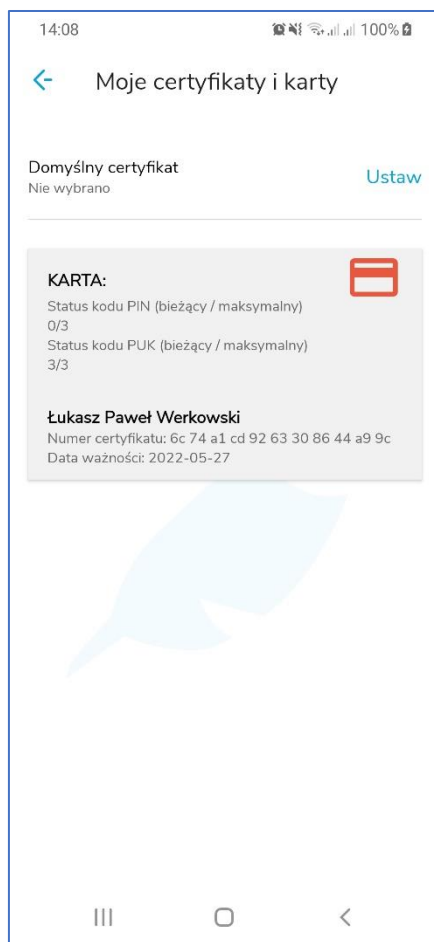 14:08 100%
Moje certyfikaty i karty
Domyślny certyfikat
Nie wybrano
Ustaw
KARTA:
Status kodu PIN (bieżący / maksymalny)
0/3
Status kodu PUK (bieżący / maksymalny)
3/3
Łukasz Paweł Werkowski
Numer certyfikatu: 6c 74 a1 cd 92 63 30 86 44 a9 9c
Data ważności: 2022-05-27